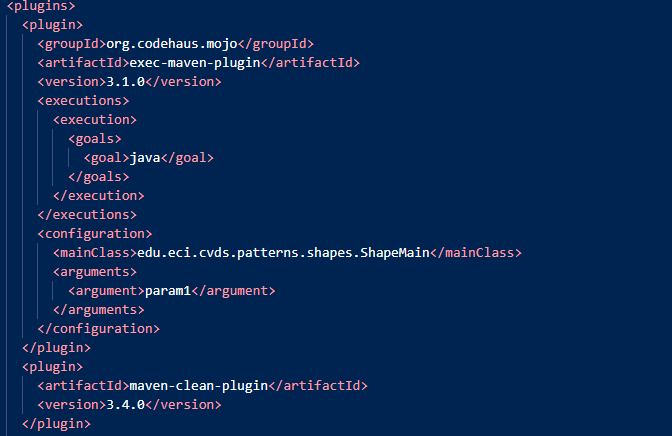 <plugins>
<plugin>
<groupId>org.codehaus.mojo</groupId>
<artifactId>exec-maven-plugin</artifactId>
<version>3.1.0</version>
<executions>
<execution>
<goals>
<goal>java</goal>
</goals>
</execution>
</executions>
<configuration>
<mainClass>edu.eci.cvds.patterns.shapes.ShapeMain</mainClass>
<arguments>
<argument>param1</argument>
</arguments>
</configuration>
</plugin>
<plugin>
<artifactId>maven-clean-plugin</artifactId>
<version>3.4.0</version>
</plugin>